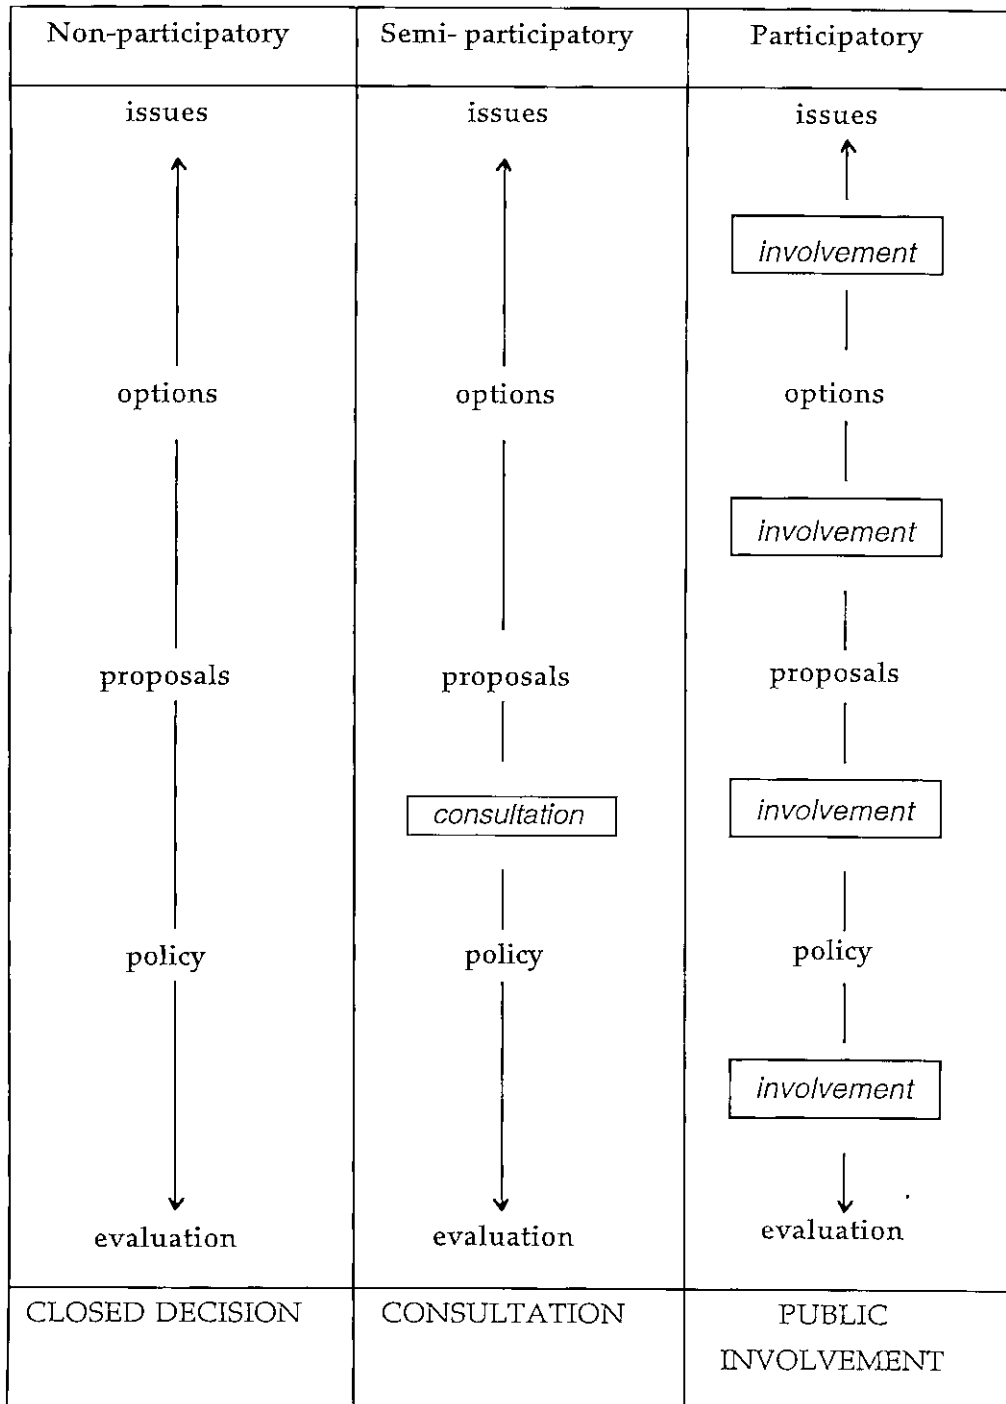 Non-participatory
issues
options
proposals
policy
evaluation
CLOSED DECISION
Semi- participatory
issues
options
proposals
consultation
policy
evaluation
CONSULTATION
Participatory
issues
involvement
options
involvement
proposals
involvement
policy
involvement
evaluation
PUBLIC
INVOLVEMENT